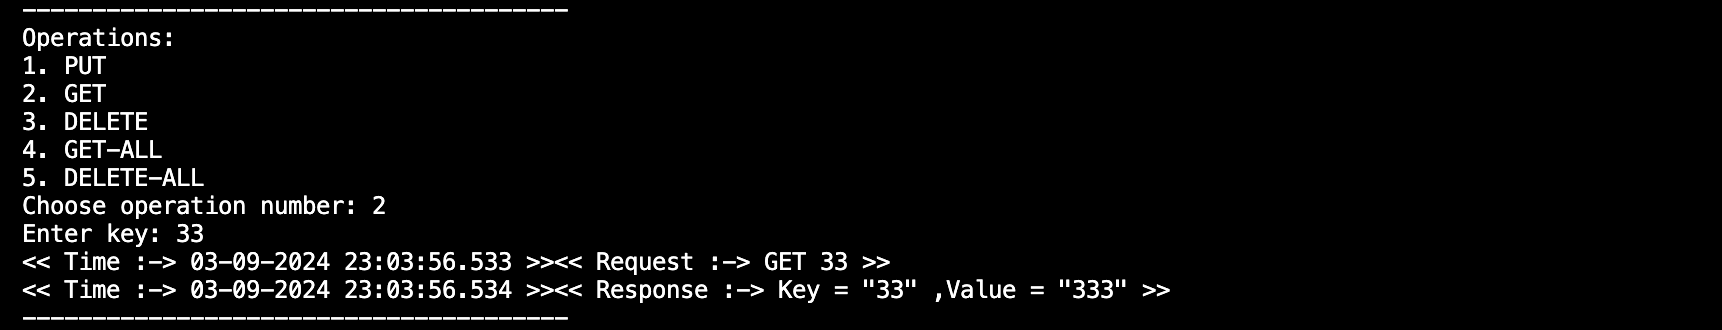 ---------------------------------------
Operations:
1. PUT
2. GET
3. DELETE
4. GET-ALL
5. DELETE-ALL
Choose operation number: 2
Enter key: 33
<< Time :-> 03-09-2024 23:03:56.533 >><< Request :-> GET 33 >>
<< Time :-> 03-09-2024 23:03:56.534 >><< Response :-> Key = "33" ,Value = "333" >>
---------------------------------------